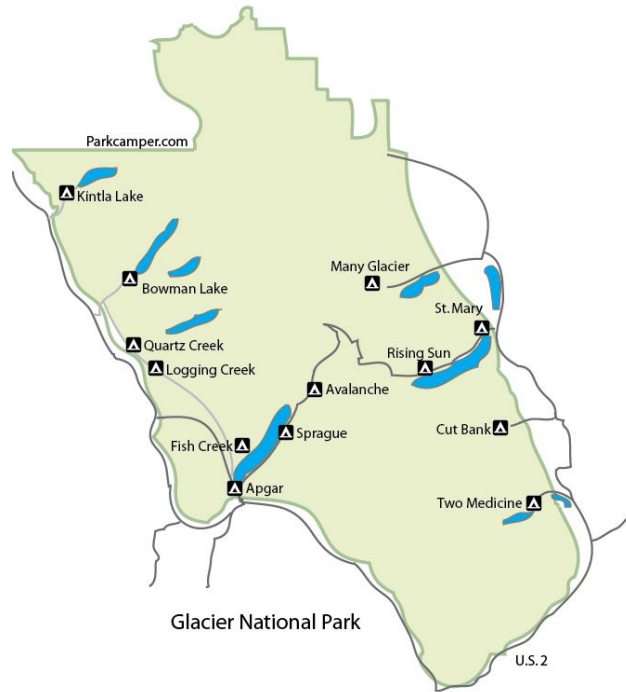 Parkcamper.com
Kintla Lake
Many Glacier
Bowman Lake
St. Mary
Quartz Creek
Rising Sun
Logging Creek
Avalanche
Cut Bank
Sprague
Fish Creek
Apgar
Two Medicine
Glacier National Park
U.S. 2